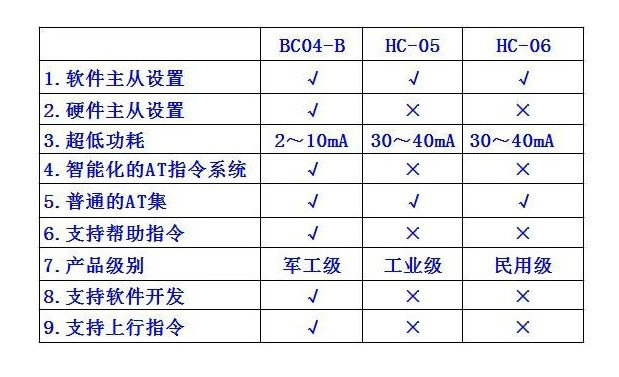 BC04-B HC-05 HC-06
1.软件主从设置 √ √ √
2.硬件主从设置 √ × ×
3.超低功耗 2～10mA 30～40mA 30～40mA
4.智能化的AT指令系统 √ × ×
5.普通的AT集 √ √ √
6.支持帮助指令 √ × ×
7.产品级别 军工级 工业级 民用级
8.支持软件开发 √ × ×
9.支持上行指令 √ × ×